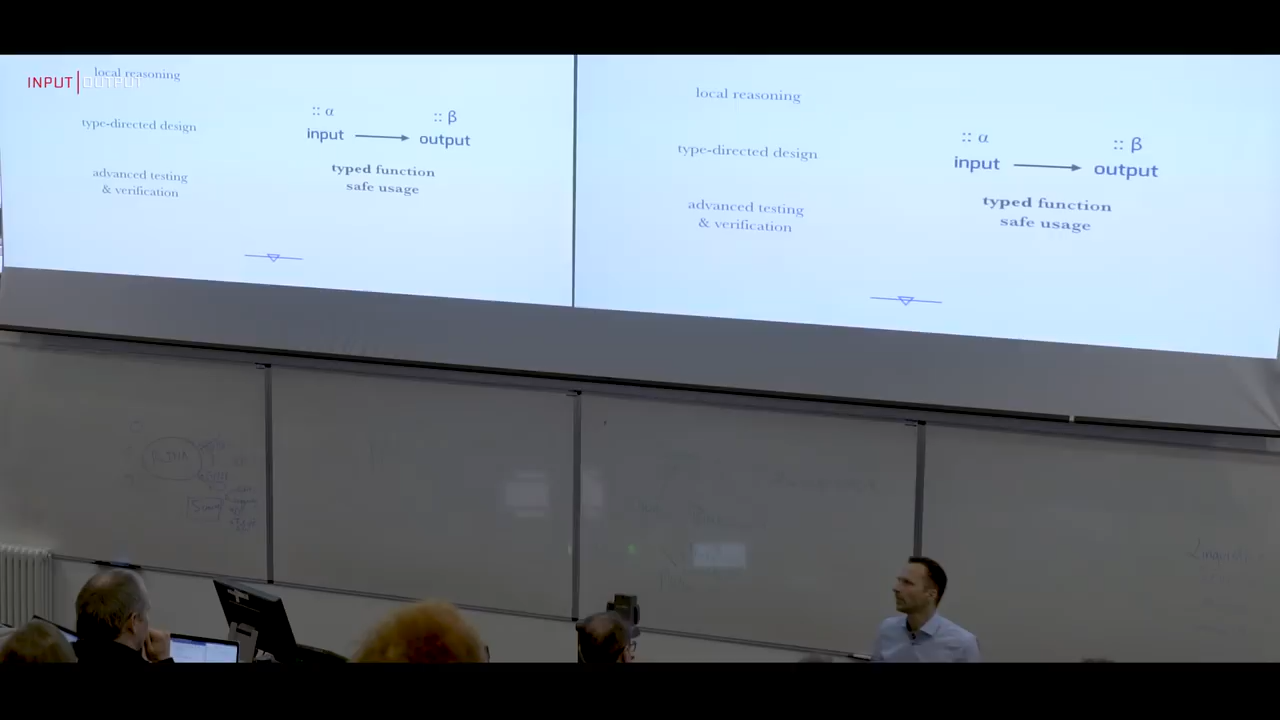 INPUT OUTPUT
local reasoning
type-directed design
advanced testing
& verification
:: α
:: β
input
output
typed function
safe usage
local reasoning
type-directed design
advanced testing
& verification
:: α
:: β
input
output
typed function
safe usage